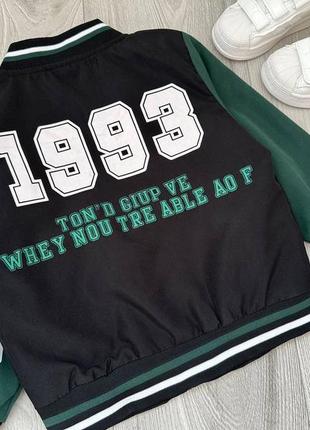 1993
TON'D GIUP VE
WHEY NOU TRE ABLE AO F